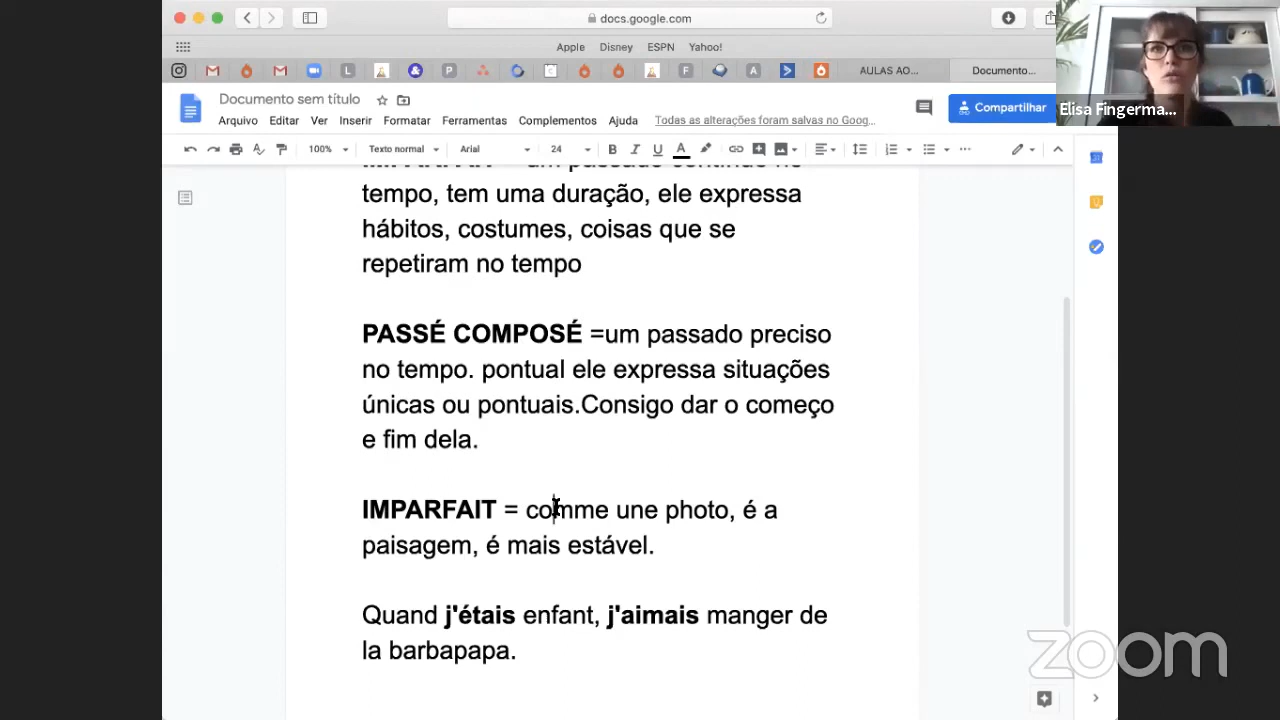 docs.google.com
Apple Disney ESPN Yahoo!
AULAS AO... Documento...
Documento sem título
Compartilhar
Elisa Fingerma...
Arquivo Editar Ver Inserir Formatar Ferramentas Complementos Ajuda Todas as alterações foram salvas no Goog...
100% Texto normal Arial 24
tempo, tem uma duração, ele expressa
hábitos, costumes, coisas que se
repetiram no tempo
PASSÉ COMPOSÉ =um passado preciso
no tempo. pontual ele expressa situações
únicas ou pontuais.Consigo dar o começo
e fim dela.
IMPARFAIT = comme une photo, é a
paisagem, é mais estável.
Quand j'étais enfant, j'aimais manger de
la barbapapa.
zoom